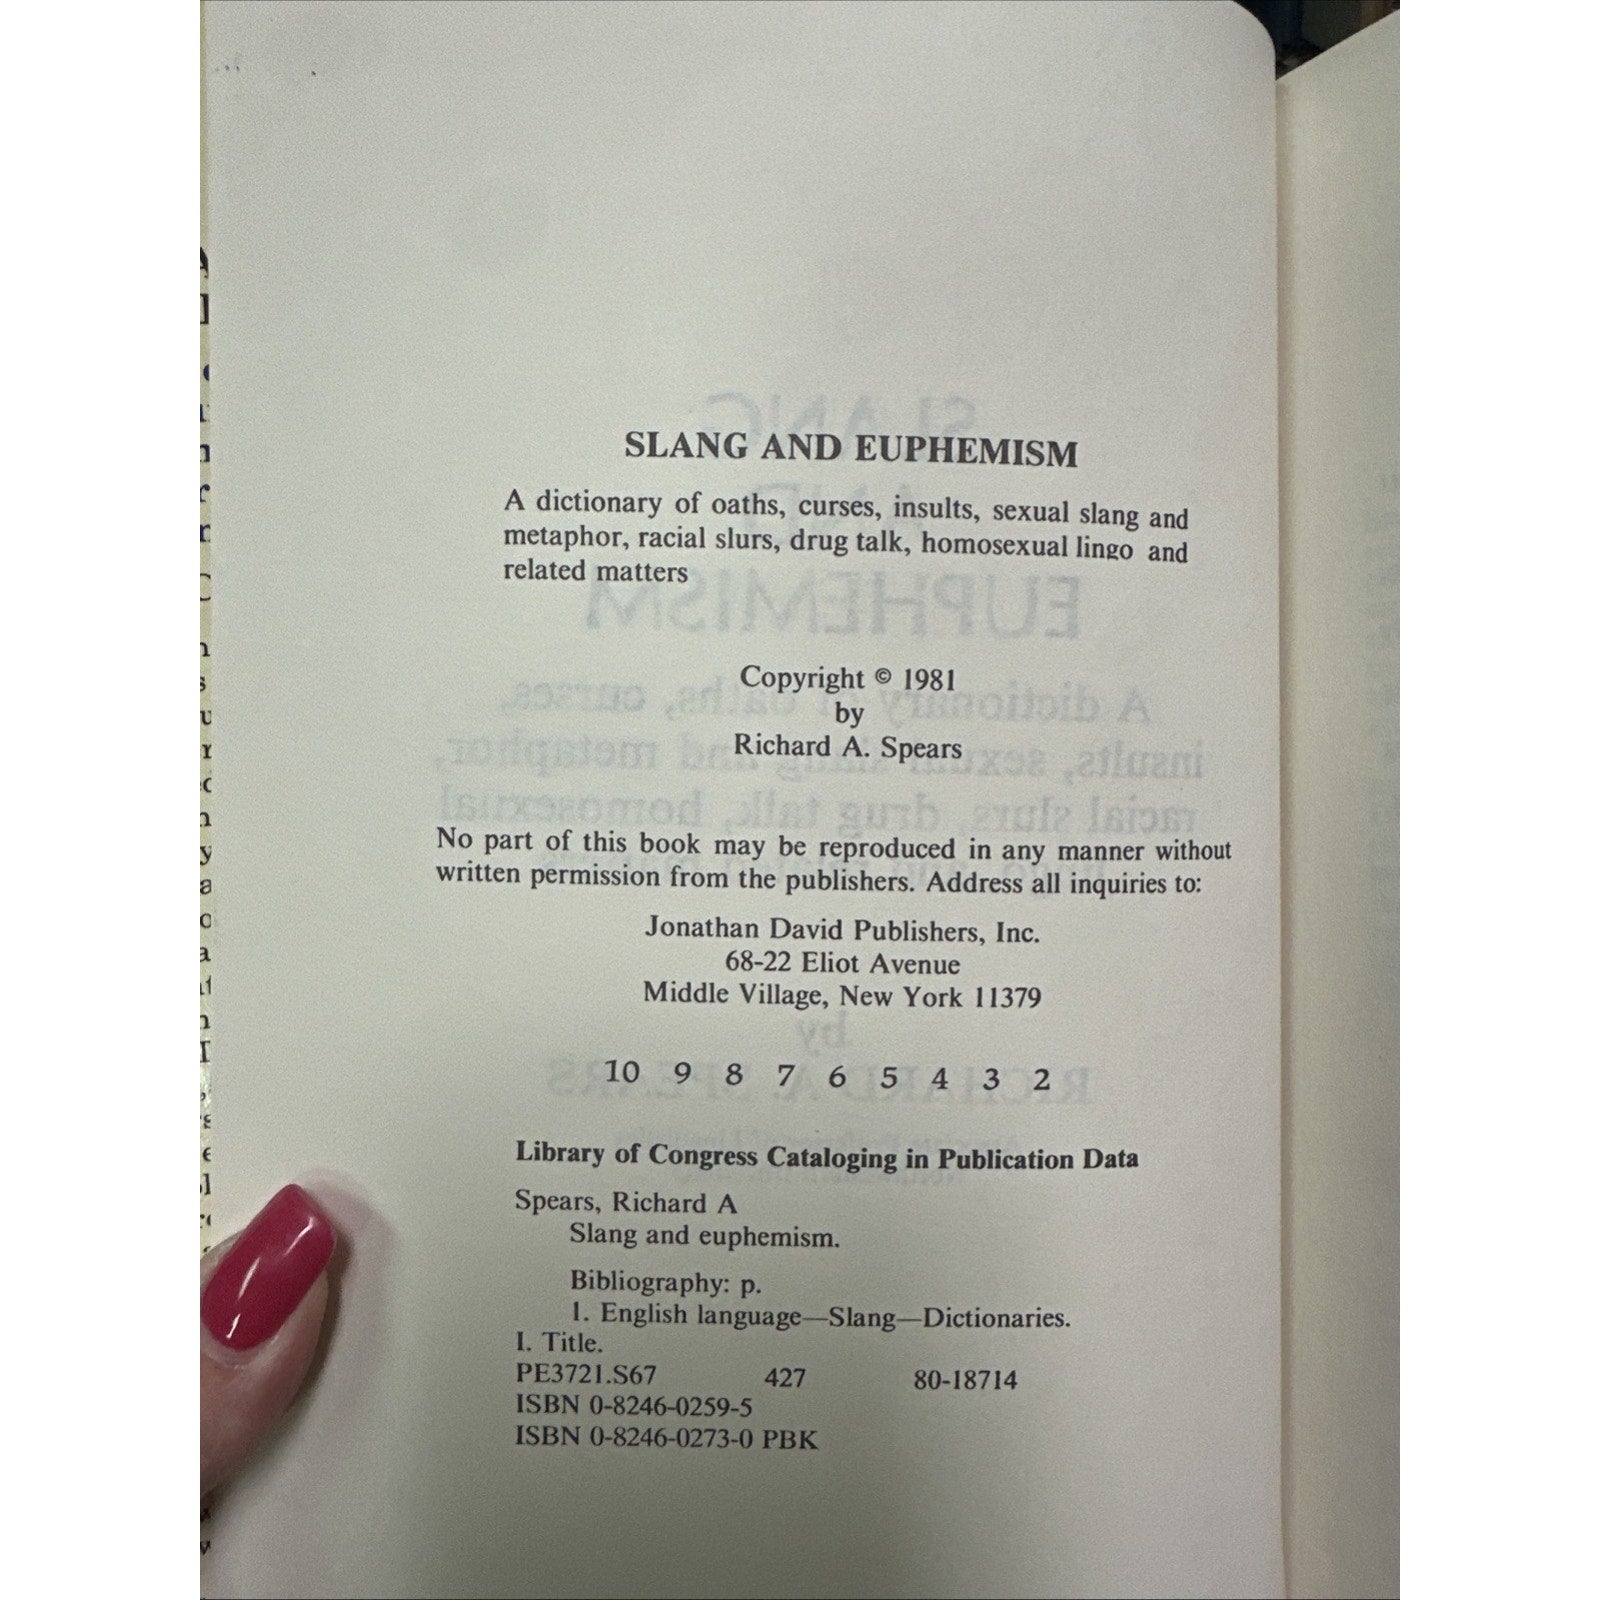 SLANG AND EUPHEMISM
A dictionary of oaths, curses, insults, sexual slang and
metaphor, racial slurs, drug talk, homosexual lingo and
related matters
Copyright © 1981
by
Richard A. Spears
No part of this book may be reproduced in any manner without
written permission from the publishers. Address all inquiries to:
Jonathan David Publishers, Inc.
68-22 Eliot Avenue
Middle Village, New York 11379
10 9 8 7 6 5 4 3 2
Library of Congress Cataloging in Publication Data
Spears, Richard A
Slang and euphemism.
Bibliography: p.
1. English language—Slang—Dictionaries.
I. Title.
PE3721.S67 427 80-18714
ISBN 0-8246-0259-5
ISBN 0-8246-0273-0 PBK